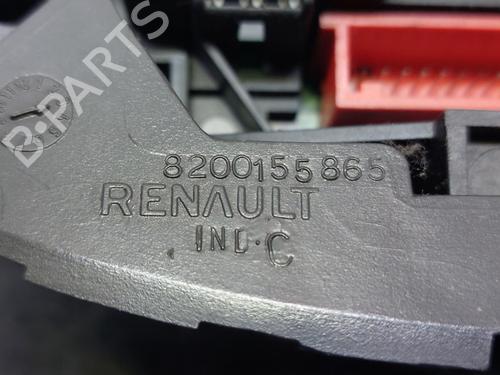 B-PARTS
8200155865
RENAULT
IND·C